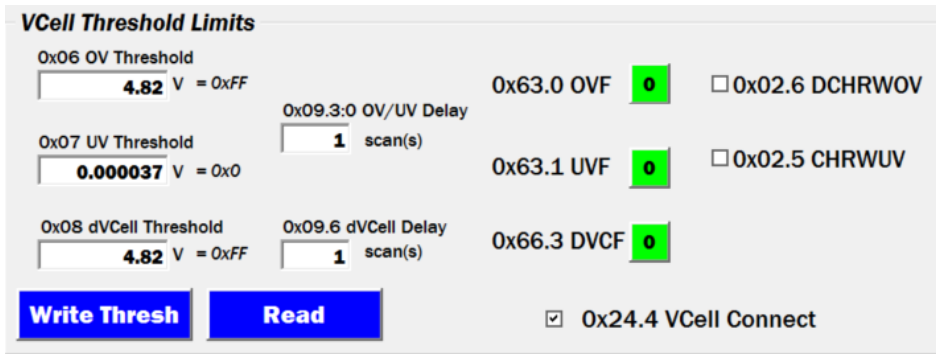 VCell Threshold Limits
0x06 OV Threshold
4.82 V = 0xFF
0x09.3:0 OV/UV Delay
1 scan(s)
0x07 UV Threshold
0.000037 V = 0x0
0x08 dVCell Threshold
4.82 V = 0xFF
0x09.6 dVCell Delay
1 scan(s)
0x63.0 OVF 0
0x02.6 DCHRWOV
0x63.1 UVF 0
0x02.5 CHRWUV
0x66.3 DVCF 0
Write Thresh
Read
0x24.4 VCell Connect